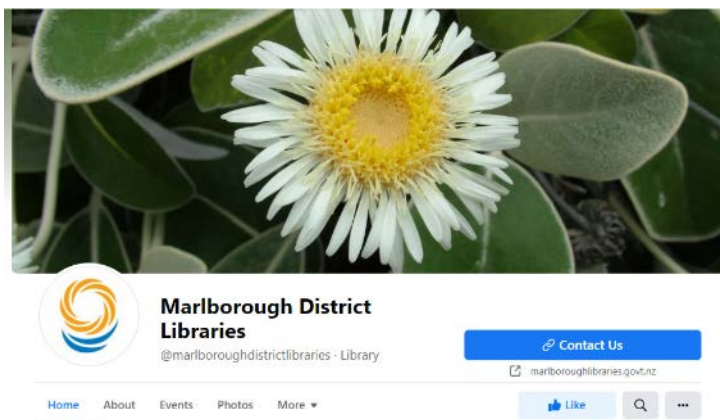 Marlborough District
Libraries
@marlboroughdistrictlibraries · Library
Contact Us
marlboroughlibraries.govt.nz
Home About Events Photos More
Like